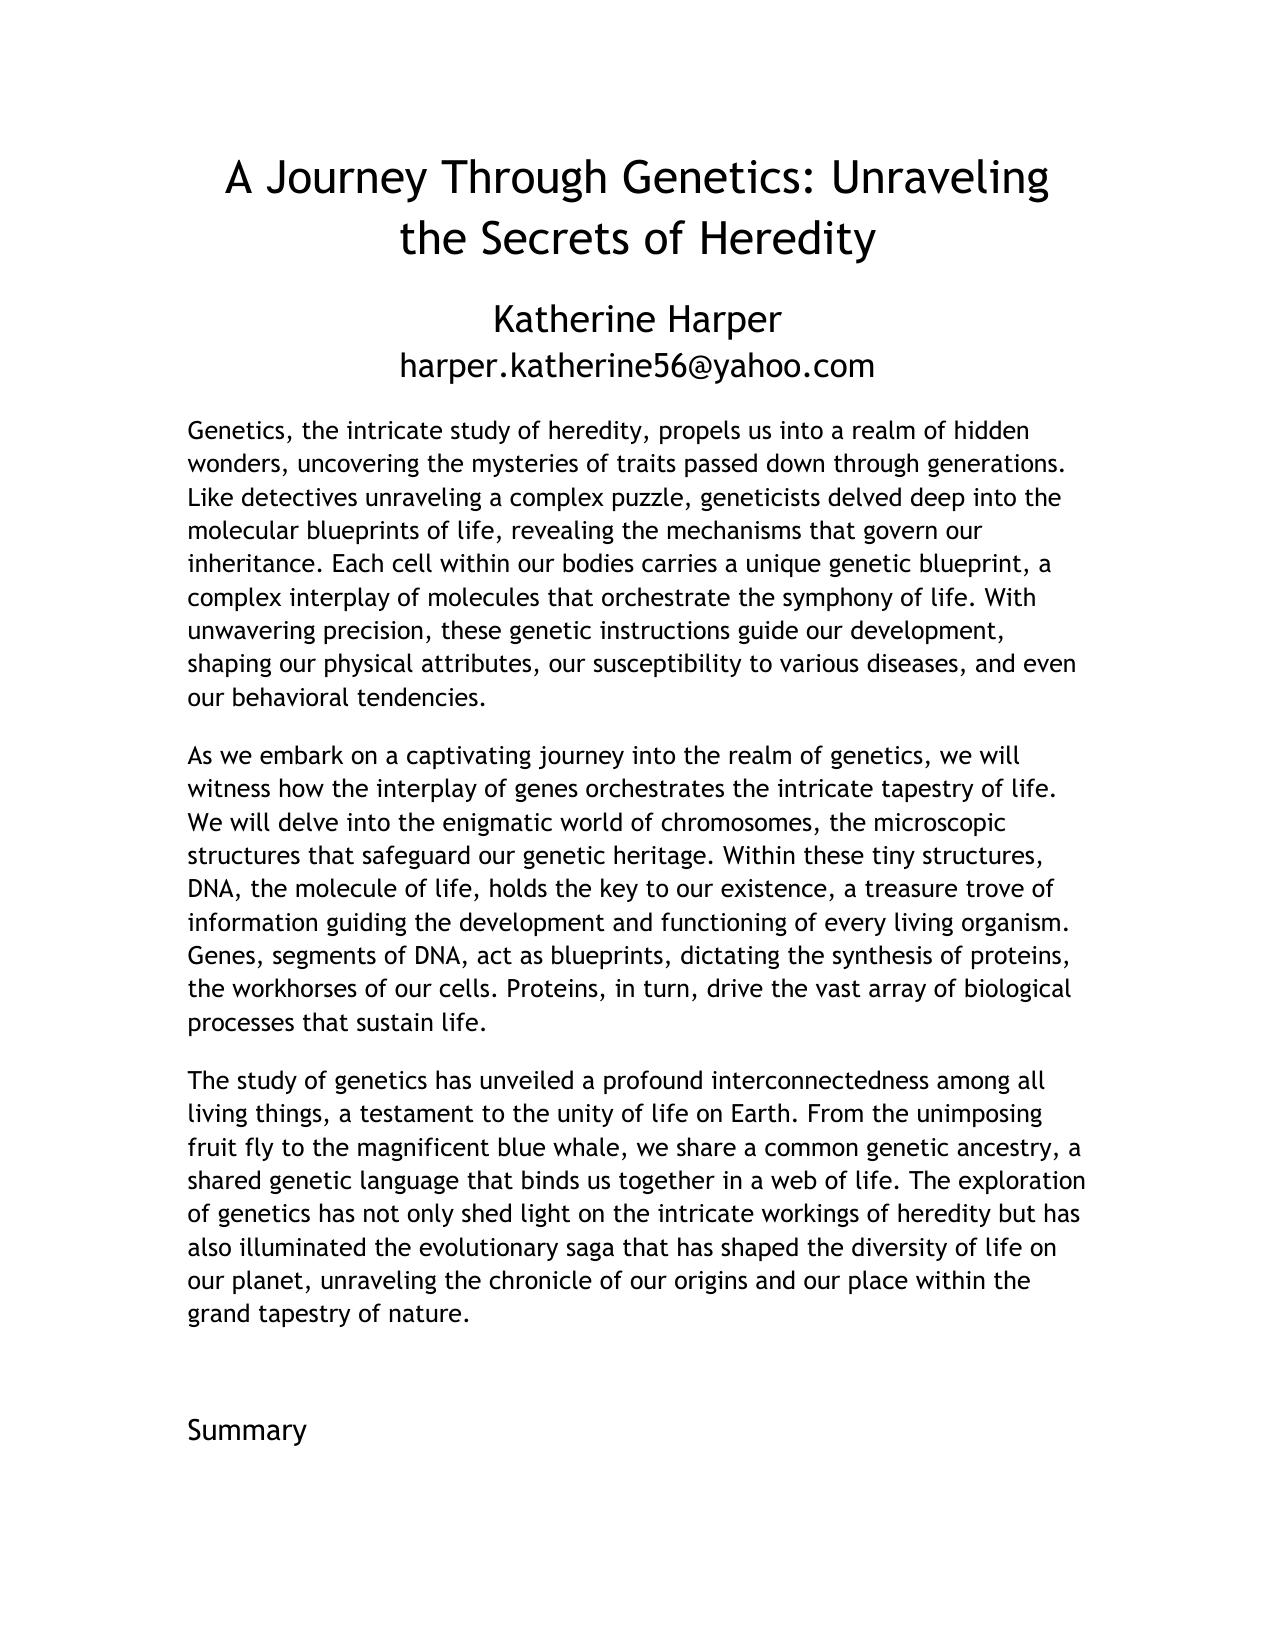 A Journey Through Genetics: Unraveling
the Secrets of Heredity
Katherine Harper
harper.katherine56@yahoo.com
Genetics, the intricate study of heredity, propels us into a realm of hidden
wonders, uncovering the mysteries of traits passed down through generations.
Like detectives unraveling a complex puzzle, geneticists delved deep into the
molecular blueprints of life, revealing the mechanisms that govern our
inheritance. Each cell within our bodies carries a unique genetic blueprint, a
complex interplay of molecules that orchestrate the symphony of life. With
unwavering precision, these genetic instructions guide our development,
shaping our physical attributes, our susceptibility to various diseases, and even
our behavioral tendencies.
As we embark on a captivating journey into the realm of genetics, we will
witness how the interplay of genes orchestrates the intricate tapestry of life.
We will delve into the enigmatic world of chromosomes, the microscopic
structures that safeguard our genetic heritage. Within these tiny structures,
DNA, the molecule of life, holds the key to our existence, a treasure trove of
information guiding the development and functioning of every living organism.
Genes, segments of DNA, act as blueprints, dictating the synthesis of proteins,
the workhorses of our cells. Proteins, in turn, drive the vast array of biological
processes that sustain life.
The study of genetics has unveiled a profound interconnectedness among all
living things, a testament to the unity of life on Earth. From the unimposing
fruit fly to the magnificent blue whale, we share a common genetic ancestry, a
shared genetic language that binds us together in a web of life. The exploration
of genetics has not only shed light on the intricate workings of heredity but has
also illuminated the evolutionary saga that has shaped the diversity of life on
our planet, unraveling the chronicle of our origins and our place within the
grand tapestry of nature.
Summary